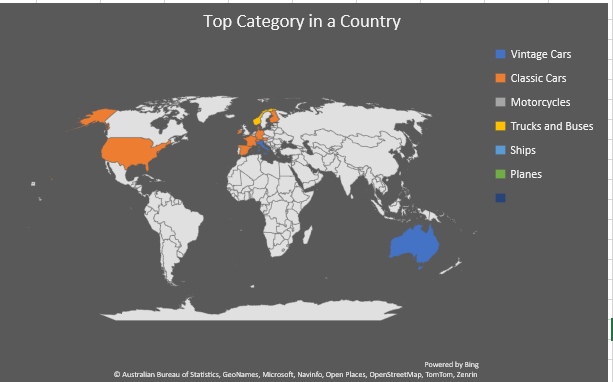 Top Category in a Country
Vintage Cars
Classic Cars
Motorcycles
Trucks and Buses
Ships
Planes
Powered by Bing
© Australian Bureau of Statistics, GeoNames, Microsoft, Navinfo, Open Places, OpenStreetMap, TomTom, Zenrin